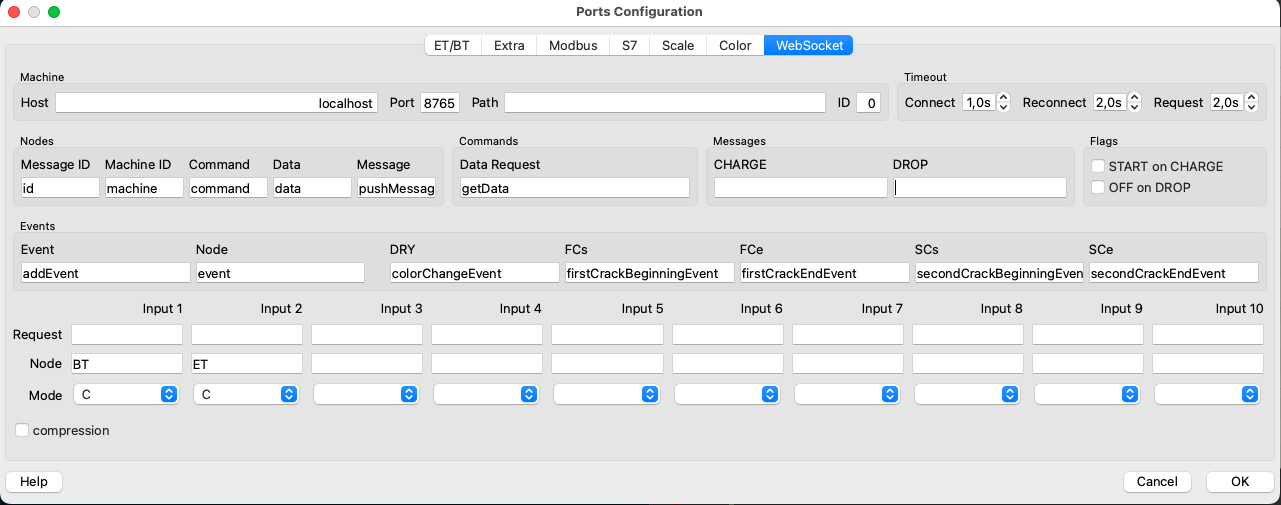 Ports Configuration
ET/BT Extra Modbus S7 Scale Color WebSocket
Machine Timeout
Host localhost Port 8765 Path ID 0 Connect 1,0s Reconnect 2,0s Request 2,0s
Nodes Commands Messages Flags
Message ID Machine ID Command Data Message Data Request CHARGE DROP START on CHARGE
id machine command data pushMessag getData OFF on DROP
Events
Event Node DRY FCs FCe SCs SCe
addEvent event colorChangeEvent firstCrackBeginningEvent firstCrackEndEvent secondCrackBeginningEven secondCrackEndEvent
Input 1 Input 2 Input 3 Input 4 Input 5 Input 6 Input 7 Input 8 Input 9 Input 10
Request
Node BT ET
Mode C C
compression
Help Cancel OK